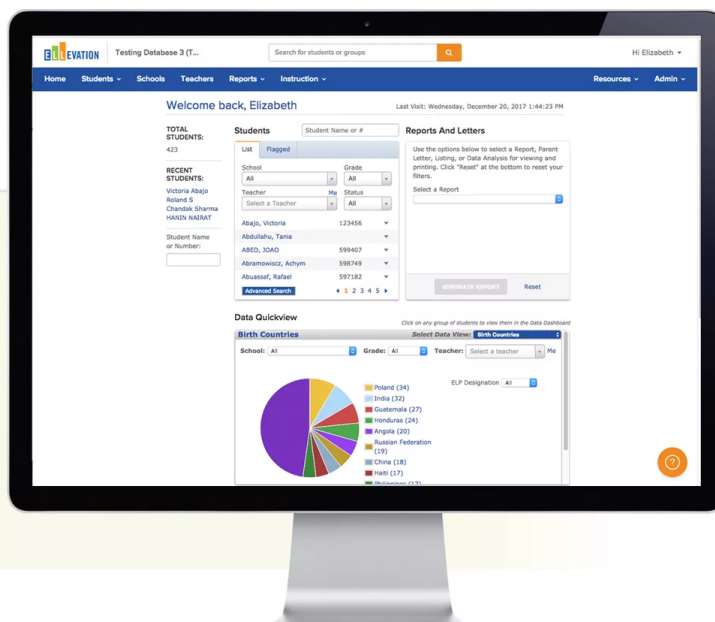 ELLEVATION
Testing Database 3 (T...
Search for students or groups
Hi Elizabeth
Home Students Schools Teachers Reports Instruction Resources Admin
Welcome back, Elizabeth
Last Visit: Wednesday, December 20, 2017 1:44:23 PM
TOTAL
STUDENTS:
423
RECENT
STUDENTS:
Victoria Abajo
Roland S
Chandak Sharma
HANIN NAIRAT
Student Name
or Number:
Students
Student Name or #
List Flagged
School Grade
All All
Teacher Me Status
Select a Teacher All
Abajo, Victoria 123456
Abdullahu, Tania
ABED, JOAO 599407
Abramowiscz, Achym 598749
Abuassaf, Rafael 597182
Advanced Search 1 2 3 4 5
Reports And Letters
Use the options below to select a Report, Parent
Letter, Listing, or Data Analysis for viewing and
printing. Click "Reset" at the bottom to reset your
filters.
Select a Report
GENERATE REPORT Reset
Data Quickview
Click on any group of students to view them in the Data Dashboard
Birth Countries Select Data View: Birth Countries
School: All Grade: All Teacher: Select a teacher Me
ELP Designation All
Poland (34)
India (32)
Guatemala (27)
Honduras (24)
Angola (20)
Russian Federation
(19)
China (18)
Haiti (17)
Philippines (17)
?